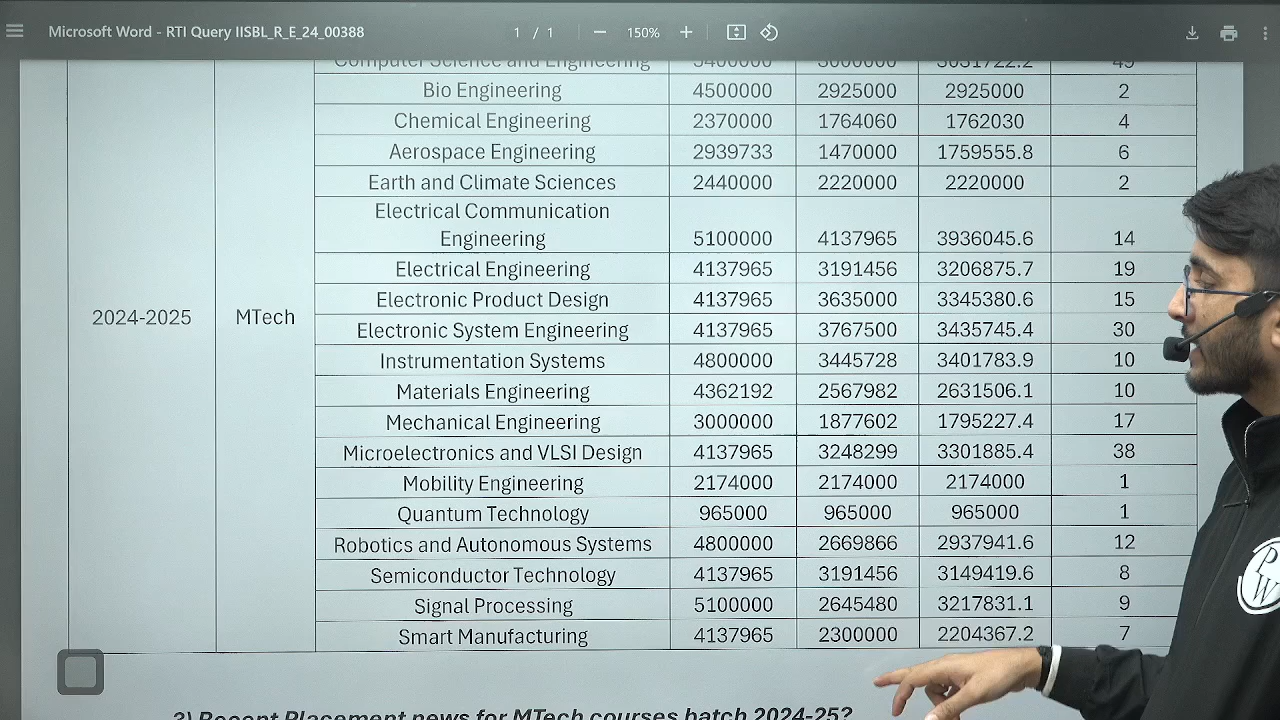 Microsoft Word - RTI Query IISBL_R_E_24_00388 1 / 1 150%
Computer Science and Engineering 3400000 3000000 3031722.2 45
Bio Engineering 4500000 2925000 2925000 2
Chemical Engineering 2370000 1764060 1762030 4
Aerospace Engineering 2939733 1470000 1759555.8 6
Earth and Climate Sciences 2440000 2220000 2220000 2
Electrical Communication
Engineering 5100000 4137965 3936045.6 14
Electrical Engineering 4137965 3191456 3206875.7 19
Electronic Product Design 4137965 3635000 3345380.6 15
2024-2025 MTech
Electronic System Engineering 4137965 3767500 3435745.4 30
Instrumentation Systems 4800000 3445728 3401783.9 10
Materials Engineering 4362192 2567982 2631506.1 10
Mechanical Engineering 3000000 1877602 1795227.4 17
Microelectronics and VLSI Design 4137965 3248299 3301885.4 38
Mobility Engineering 2174000 2174000 2174000 1
Quantum Technology 965000 965000 965000 1
Robotics and Autonomous Systems 4800000 2669866 2937941.6 12
Semiconductor Technology 4137965 3191456 3149419.6 8
Signal Processing 5100000 2645480 3217831.1 9
Smart Manufacturing 4137965 2300000 2204367.2 7
PW
Recent Placement news for MTech courses batch 2024-25?